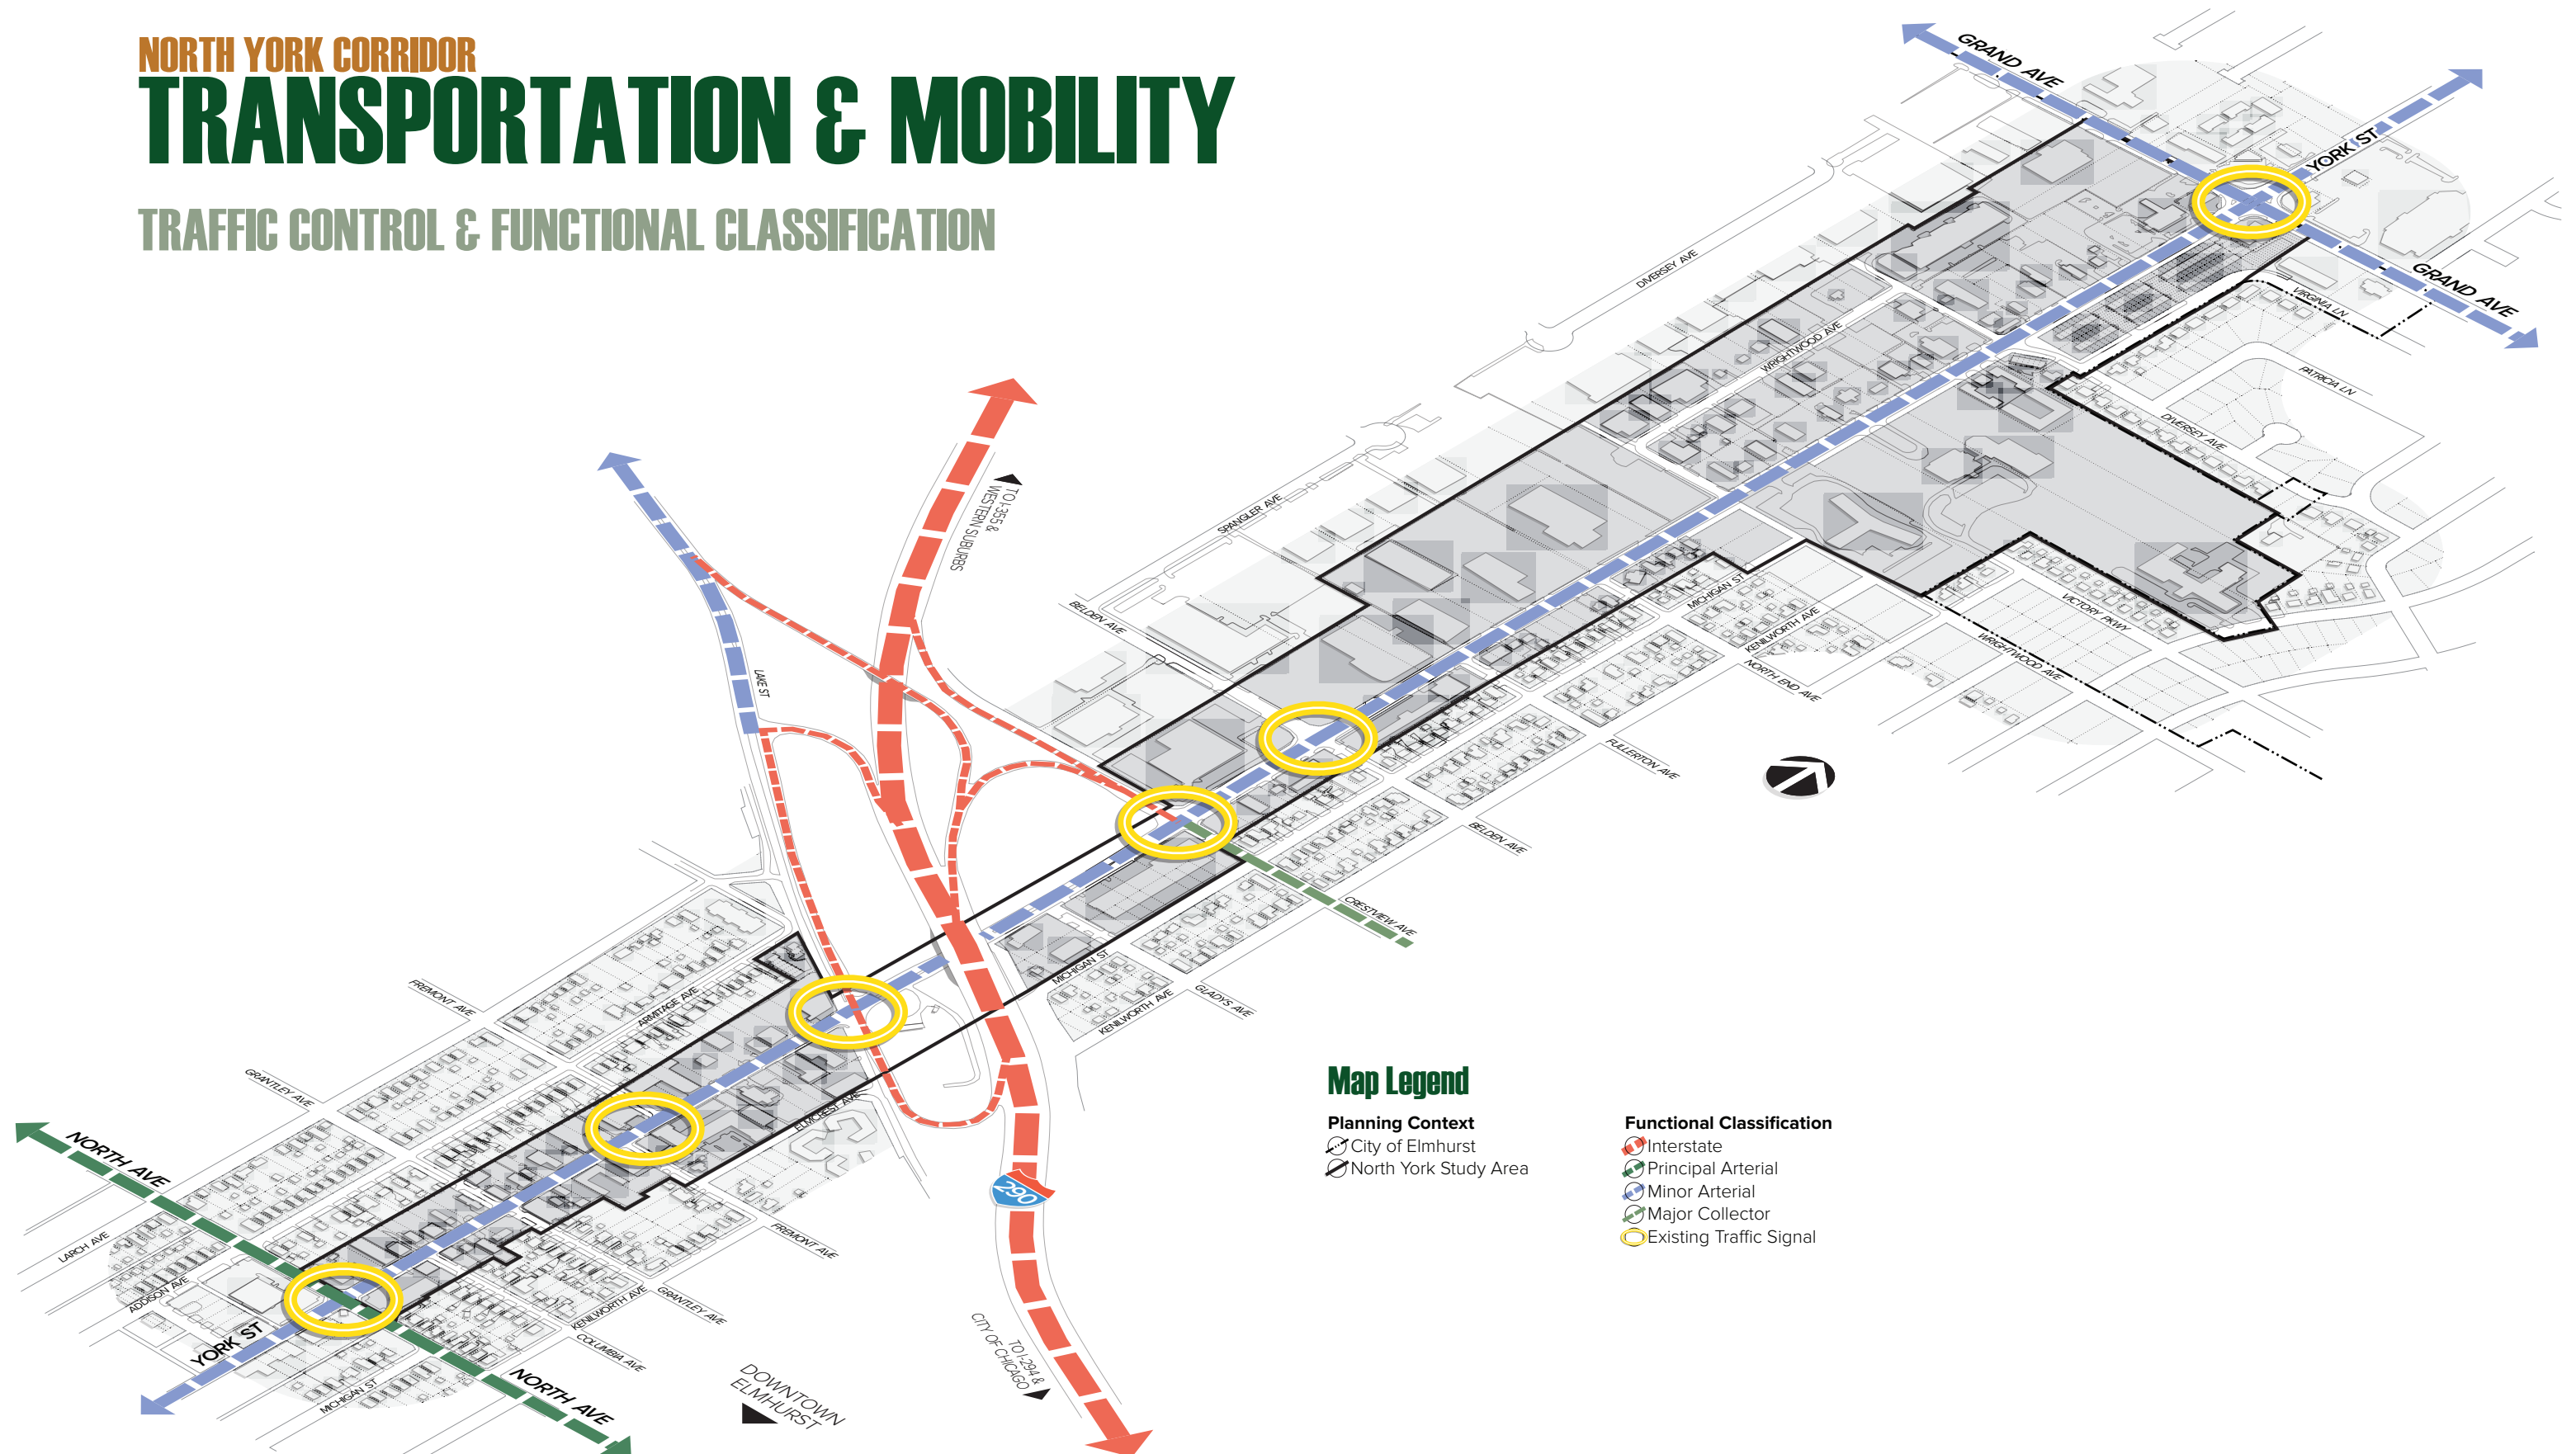 NORTH YORK CORRIDOR
TRANSPORTATION & MOBILITY
TRAFFIC CONTROL & FUNCTIONAL CLASSIFICATION
GRAND AVE
YORK ST
GRAND AVE
VIRGINIA LN
PATRICIA LN
DIVERSEY AVE
DIVERSEY AVE
WRIGHTWOOD AVE
SPANGLER AVE
BELDEN AVE
MICHIGAN ST
KENILWORTH AVE
NORTH END AVE
VICTORY PKWY
WRIGHTWOOD AVE
FULLERTON AVE
BELDEN AVE
CRESTVIEW AVE
TO I-355 &
WESTERN SUBURBS
LAKE ST
MICHIGAN ST
KENILWORTH AVE
GLADYS AVE
FREMONT AVE
ARMITAGE AVE
GRANTLEY AVE
ELMCREST AVE
NORTH AVE
LARCH AVE
ADDISON AVE
YORK ST
MICHIGAN ST
NORTH AVE
KENILWORTH AVE
COLUMBIA AVE
GRANTLEY AVE
FREMONT AVE
290
TO I-294 &
CITY OF CHICAGO
DOWNTOWN
ELMHURST
Map Legend
Planning Context
City of Elmhurst
North York Study Area
Functional Classification
Interstate
Principal Arterial
Minor Arterial
Major Collector
Existing Traffic Signal